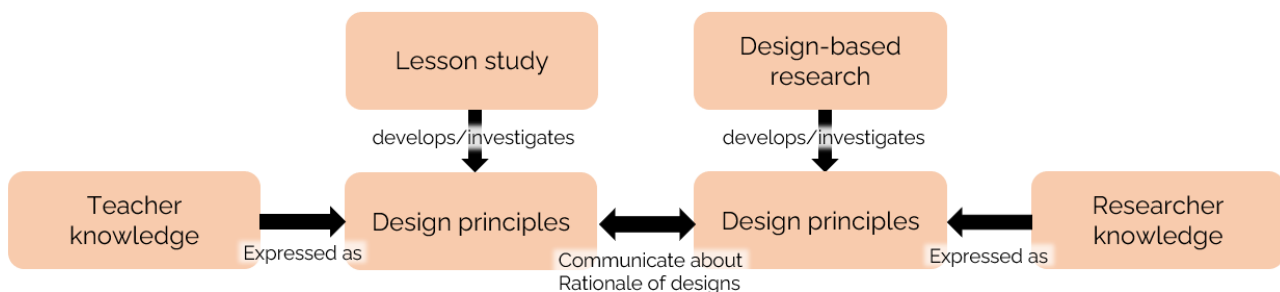 Lesson study
Design-based
research
develops/investigates
develops/investigates
Teacher
knowledge
Design principles
Design principles
Researcher
knowledge
Expressed as
Communicate about
Rationale of designs
Expressed as